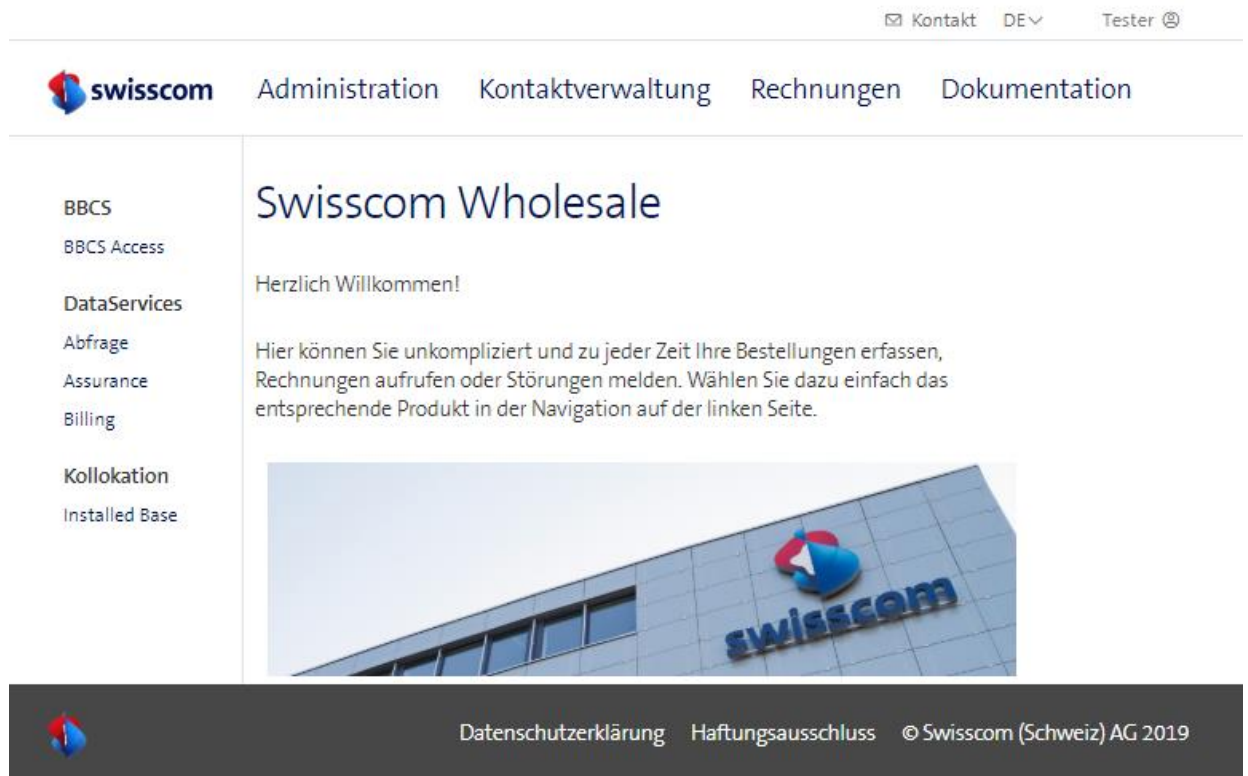 Kontakt DE Tester
swisscom Administration Kontaktverwaltung Rechnungen Dokumentation
BBCS
BBCS Access
DataServices
Abfrage
Assurance
Billing
Kollokation
Installed Base
Swisscom Wholesale
Herzlich Willkommen!
Hier können Sie unkompliziert und zu jeder Zeit Ihre Bestellungen erfassen,
Rechnungen aufrufen oder Störungen melden. Wählen Sie dazu einfach das
entsprechende Produkt in der Navigation auf der linken Seite.
swisscom
Datenschutzerklärung Haftungsausschluss © Swisscom (Schweiz) AG 2019